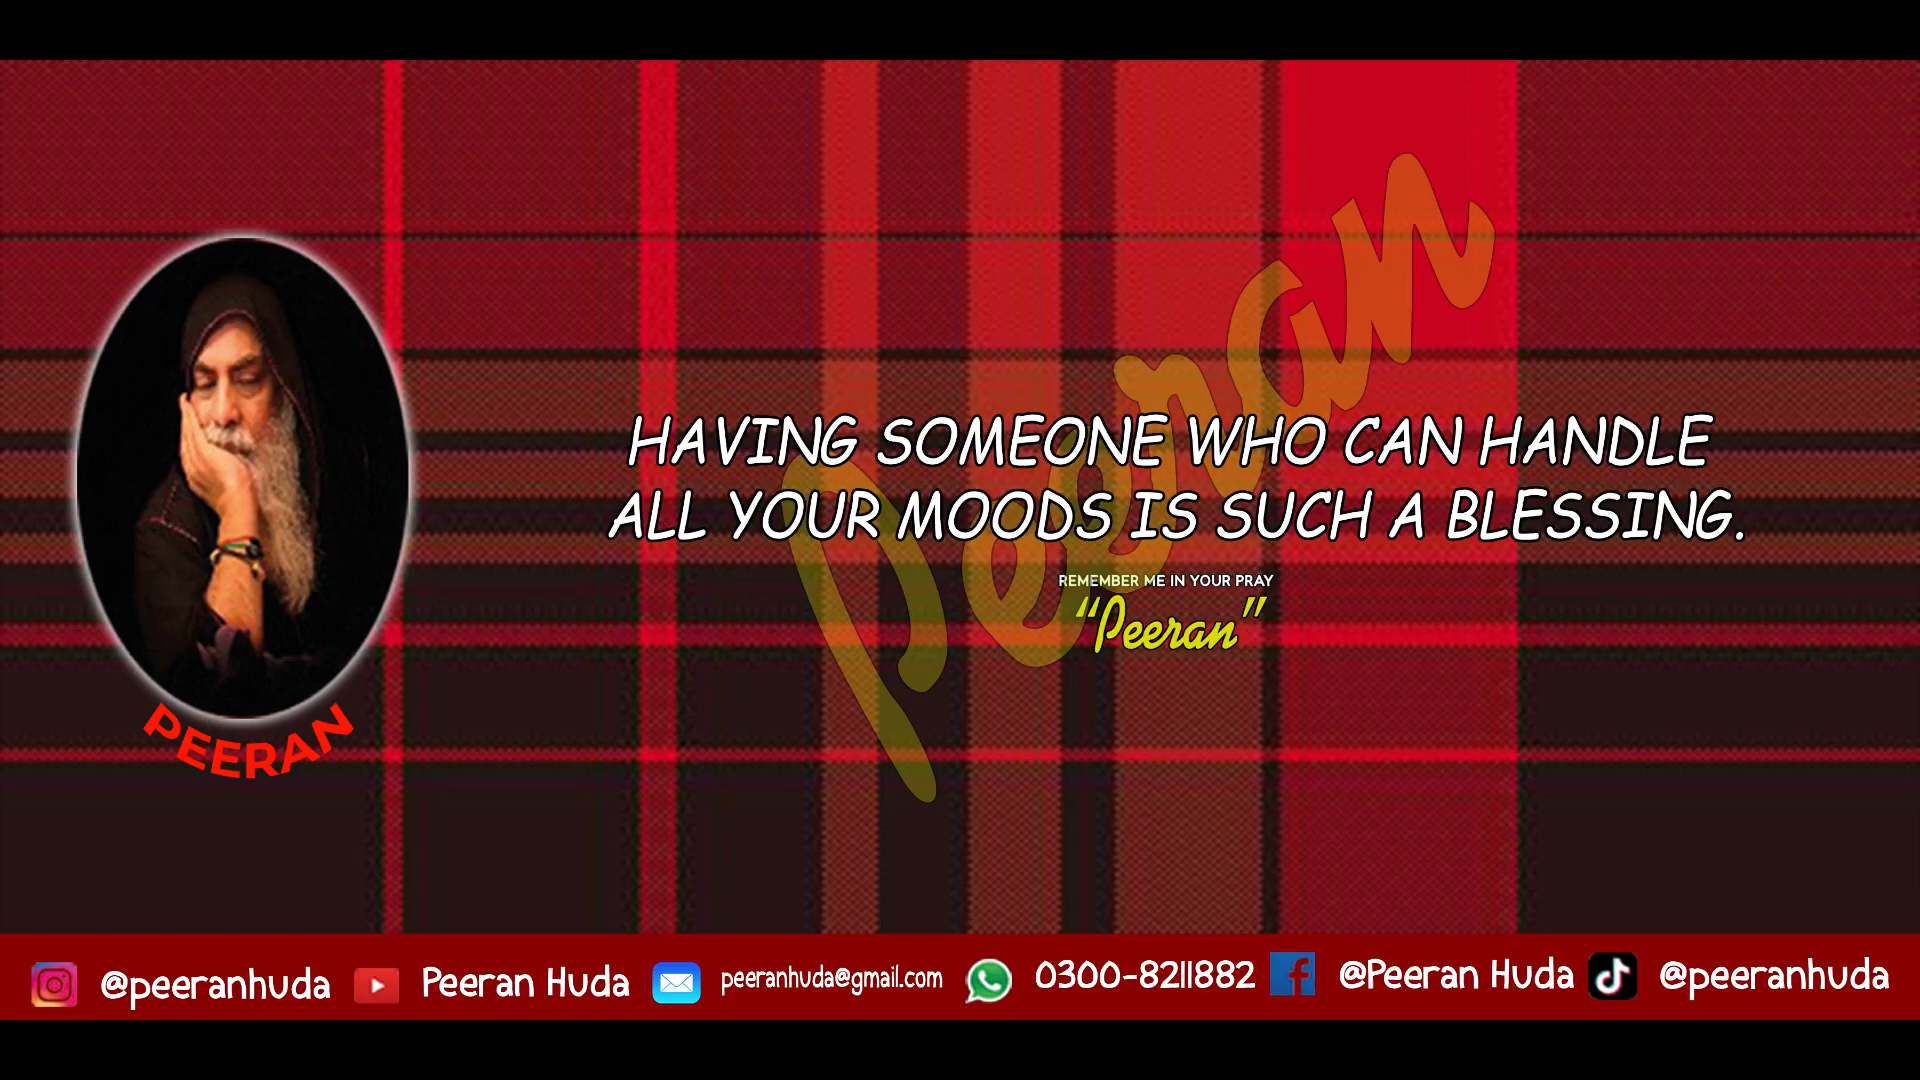 Peeran
HAVING SOMEONE WHO CAN HANDLE
ALL YOUR MOODS IS SUCH A BLESSING.
REMEMBER ME IN YOUR PRAY
"Peeran"
PEERAN
@peeranhuda
Peeran Huda
peeranhuda@gmail.com
0300-8211882
@Peeran Huda
@peeranhuda